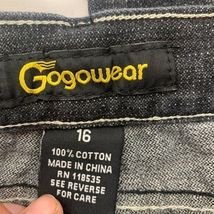 Gogowear
16
100% COTTON
MADE IN CHINA
RN 118535
SEE REVERSE
FOR CARE